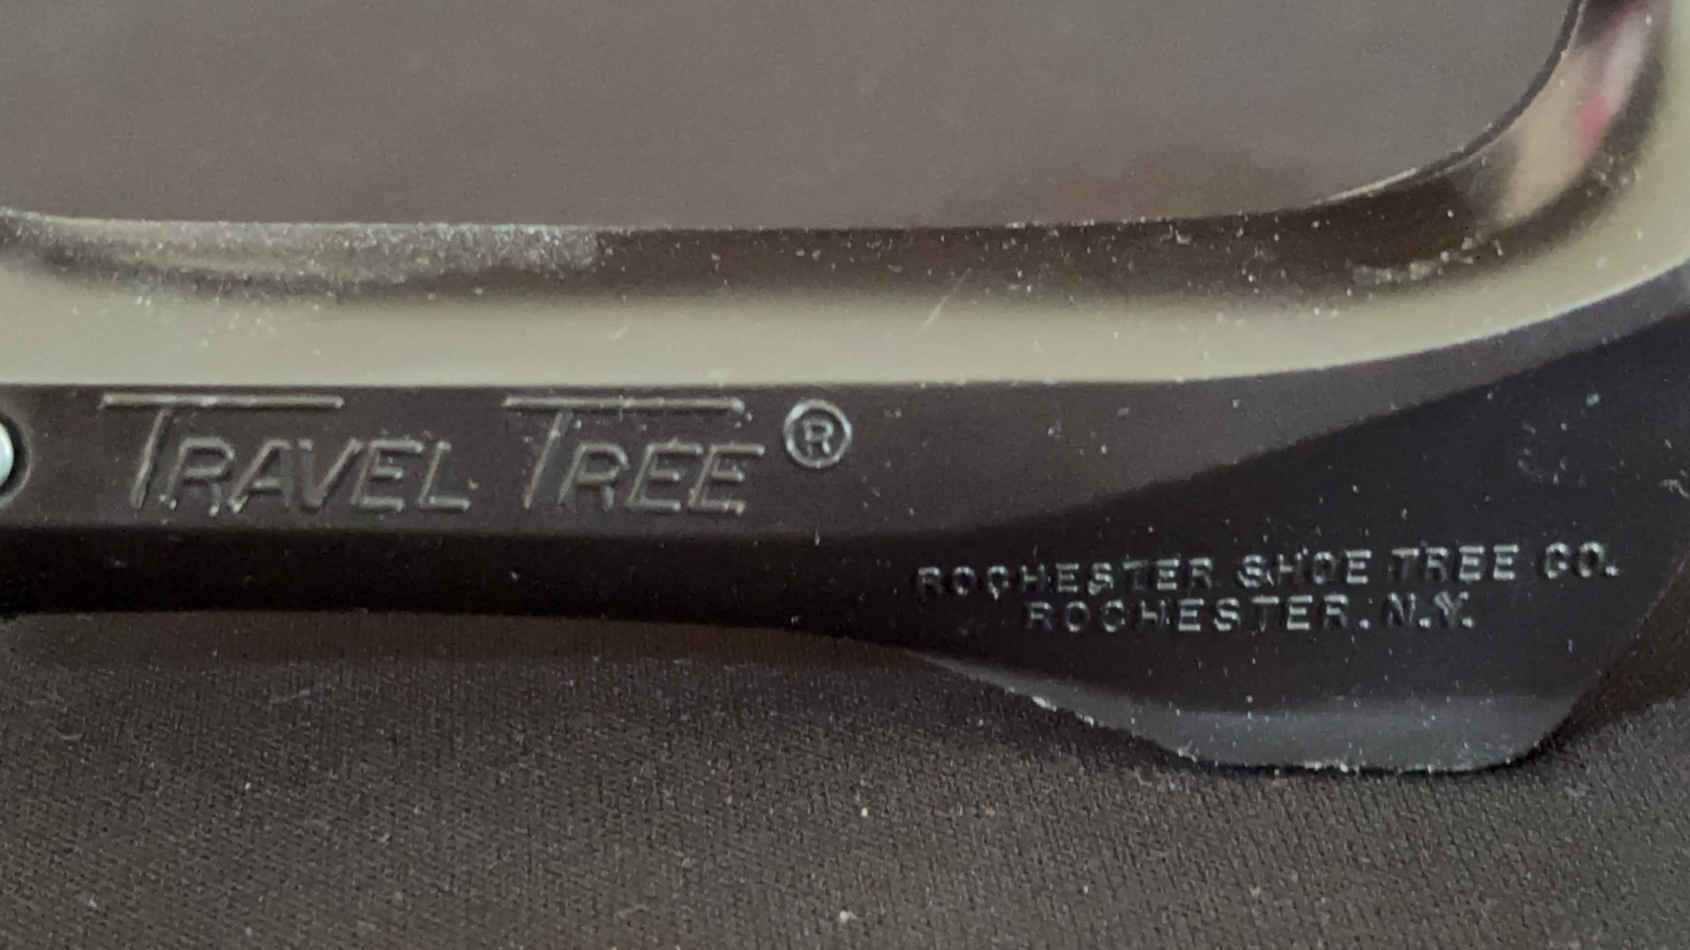 TRAVEL TREE®
ROCHESTER SHOE TREE CO.
ROCHESTER. N.Y.